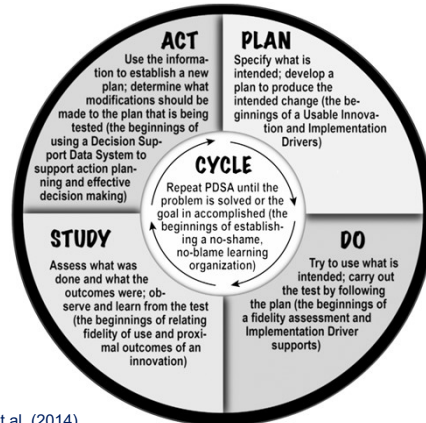 ACT
Use the informa-
tion to establish a new
plan; determine what
modifications should be
made to the plan that is being
tested (the beginnings of
using a Decision Sup-
port Data System to
support action plan-
ning and effective
decision making)
PLAN
Specify what is
intended; develop a
plan to produce the
intended change (the be-
ginnings of a Usable Innova-
tion and Implementation
Drivers)
CYCLE
Repeat PDSA until the
problem is solved or the
goal in accomplished (the
beginnings of establish-
ing a no-shame,
no-blame learning
organization)
STUDY
Assess what was
done and what the
outcomes were; ob-
serve and learn from the test
(the beginnings of relating
fidelity of use and proxi-
mal outcomes of an
innovation)
DO
Try to use what is
intended; carry out
the test by following
the plan (the beginnings of
a fidelity assessment and
Implementation Driver
supports)
et al. (2014)